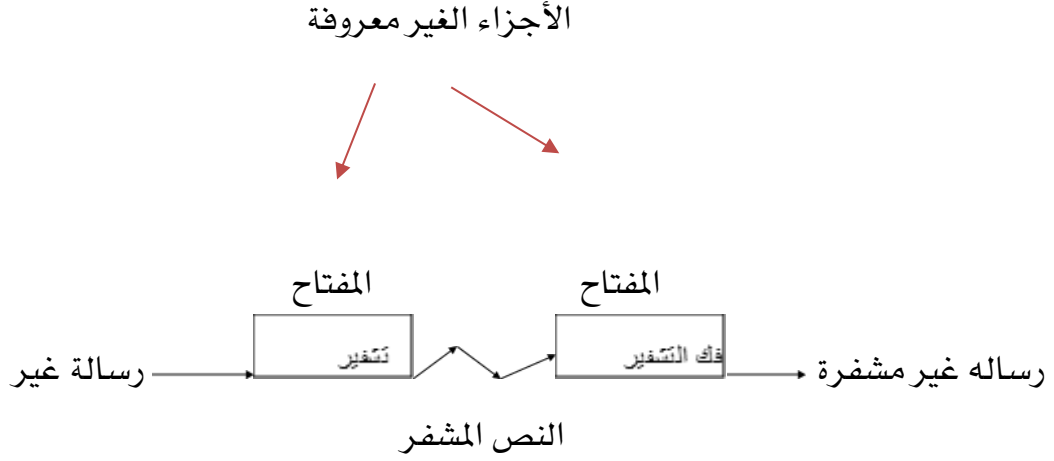 الأجزاء الغير معروفة
المفتاح
المفتاح
تشفير
فك التشفير
رسالة غير
رساله غير مشفرة
النص المشفر